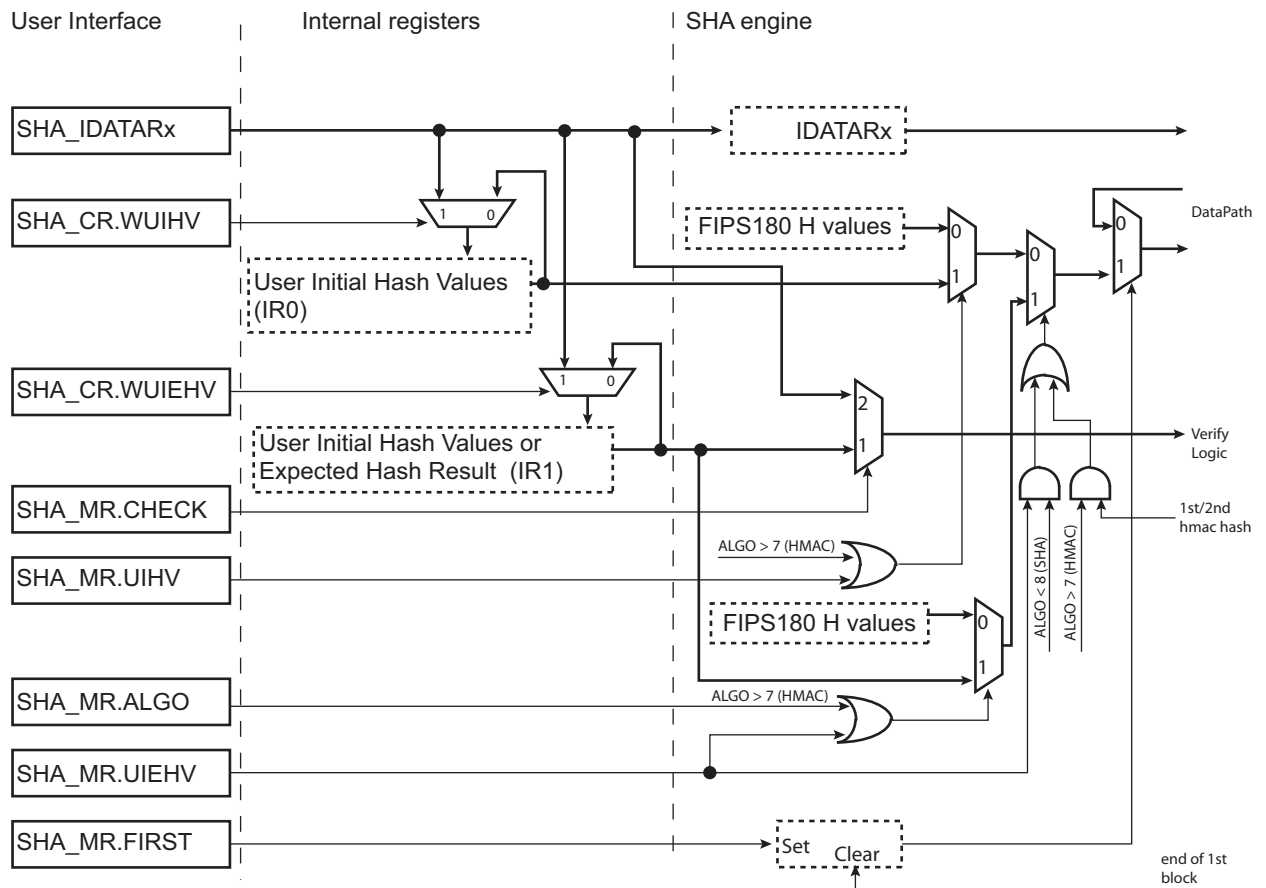 User Interface
Internal registers
SHA engine
SHA_IDATARx
IDATARx
SHA_CR.WUIHV
1
0
FIPS180 H values
0
1
0
1
0
1
DataPath
User Initial Hash Values
(IR0)
SHA_CR.WUIEHV
1
0
2
1
User Initial Hash Values or
Expected Hash Result (IR1)
Verify
Logic
SHA_MR.CHECK
1st/2nd
hmac hash
ALGO > 7 (HMAC)
SHA_MR.UIHV
ALGO < 8 (SHA)
ALGO > 7 (HMAC)
FIPS180 H values
0
1
SHA_MR.ALGO
ALGO > 7 (HMAC)
SHA_MR.UIEHV
SHA_MR.FIRST
Set
Clear
end of 1st
block